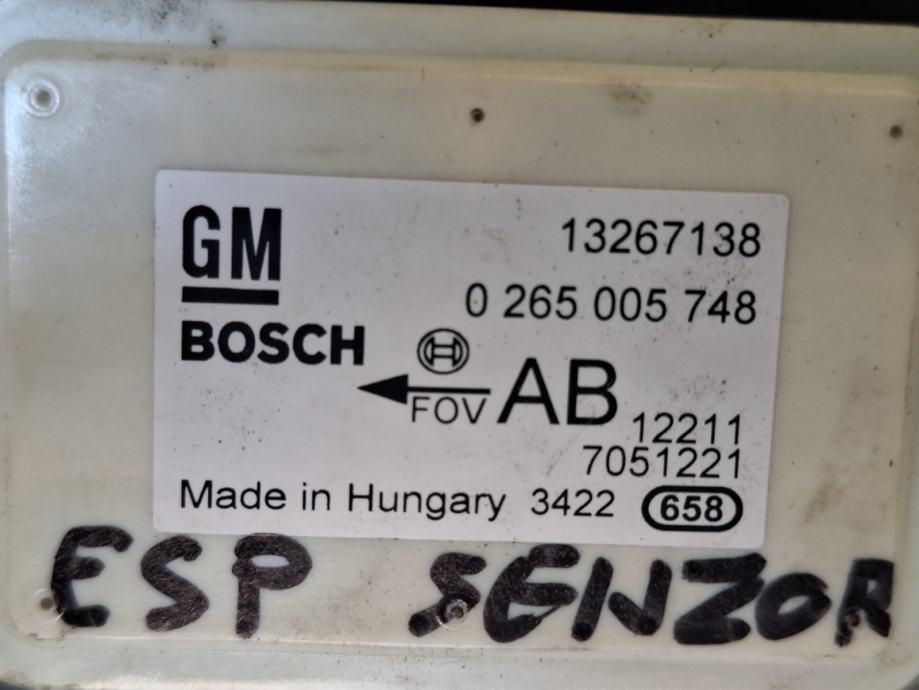 GM
13267138
0 265 005 748
BOSCH
AB
FOV
12211
7051221
Made in Hungary 3422 658
ESP SENZOR